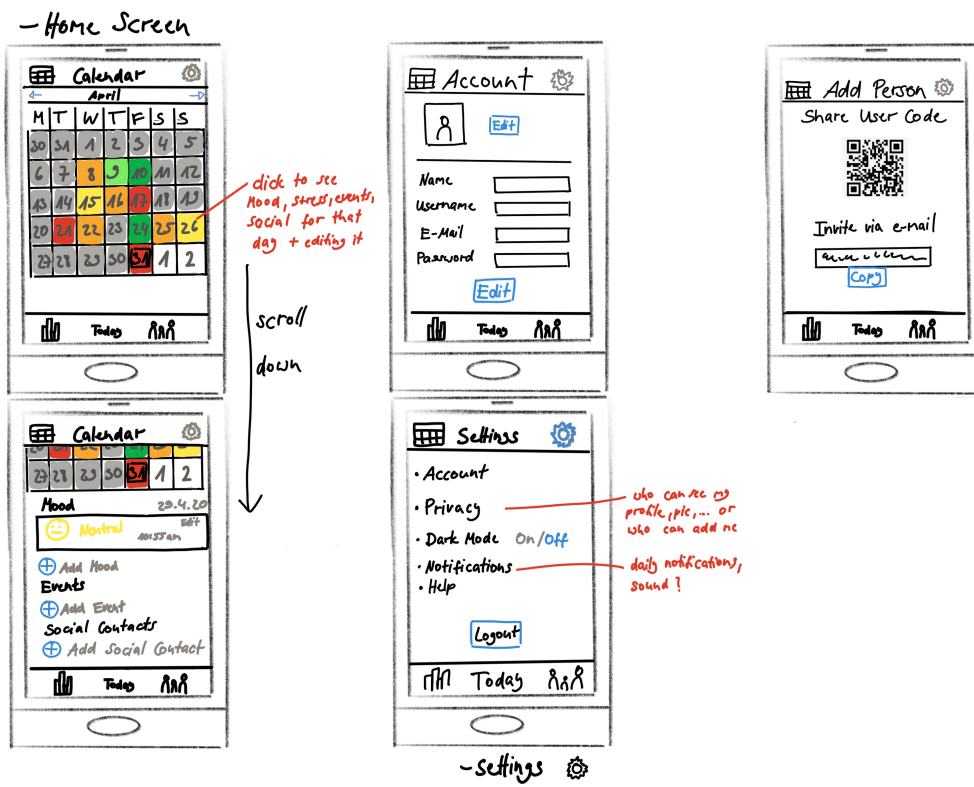 - Home Screen
Calendar
April
M T W T F S S
30 31 1 2 3 4 5
6 7 8 9 10 11 12
13 14 15 16 17 18 19
20 21 22 23 24 25 26
27 28 29 30 31 1 2
Today
click to see
Mood, stress, events,
social for that
day + editing it
scroll
down
Calendar
27 28 29 30 31 1 2
Mood 29.4.20
Neutral
Edit
10:55am
Add Mood
Events
Add Event
Social Contacts
Add Social Contact
Today
Account
Edit
Name
Username
E-Mail
Password
Edit
Today
Settings
• Account
• Privacy
• Dark Mode On/Off
• Notifications
• Help
Logout
Today
who can see my
profile, pic,... or
who can add me
daily notifications,
sound?
- Settings
Add Person
Share User Code
Invite via e-mail
Copy
Today